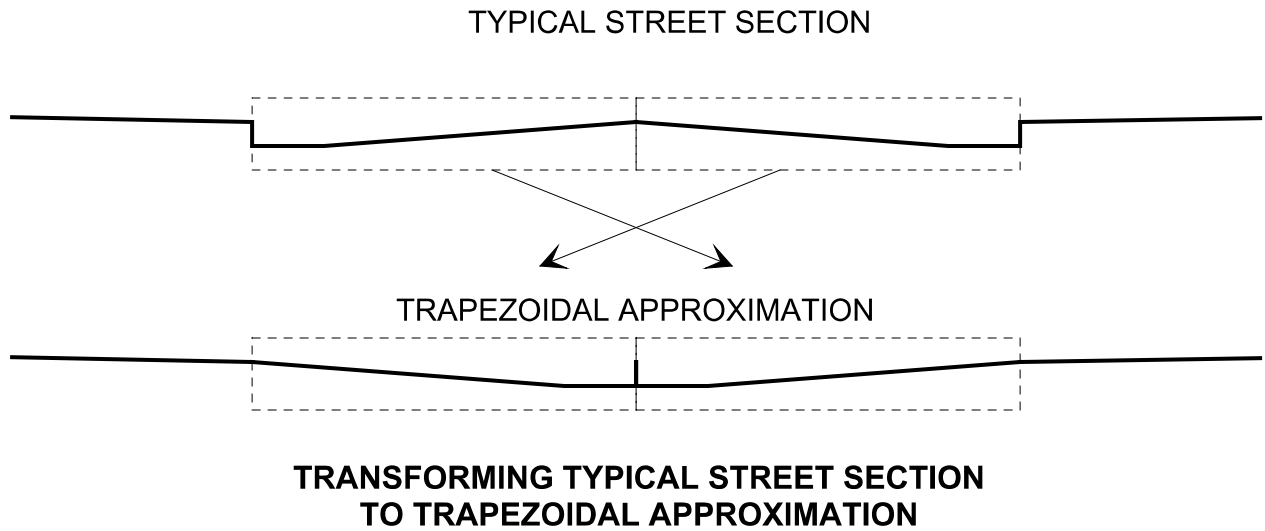 TYPICAL STREET SECTION
TRAPEZOIDAL APPROXIMATION
TRANSFORMING TYPICAL STREET SECTION
TO TRAPEZOIDAL APPROXIMATION